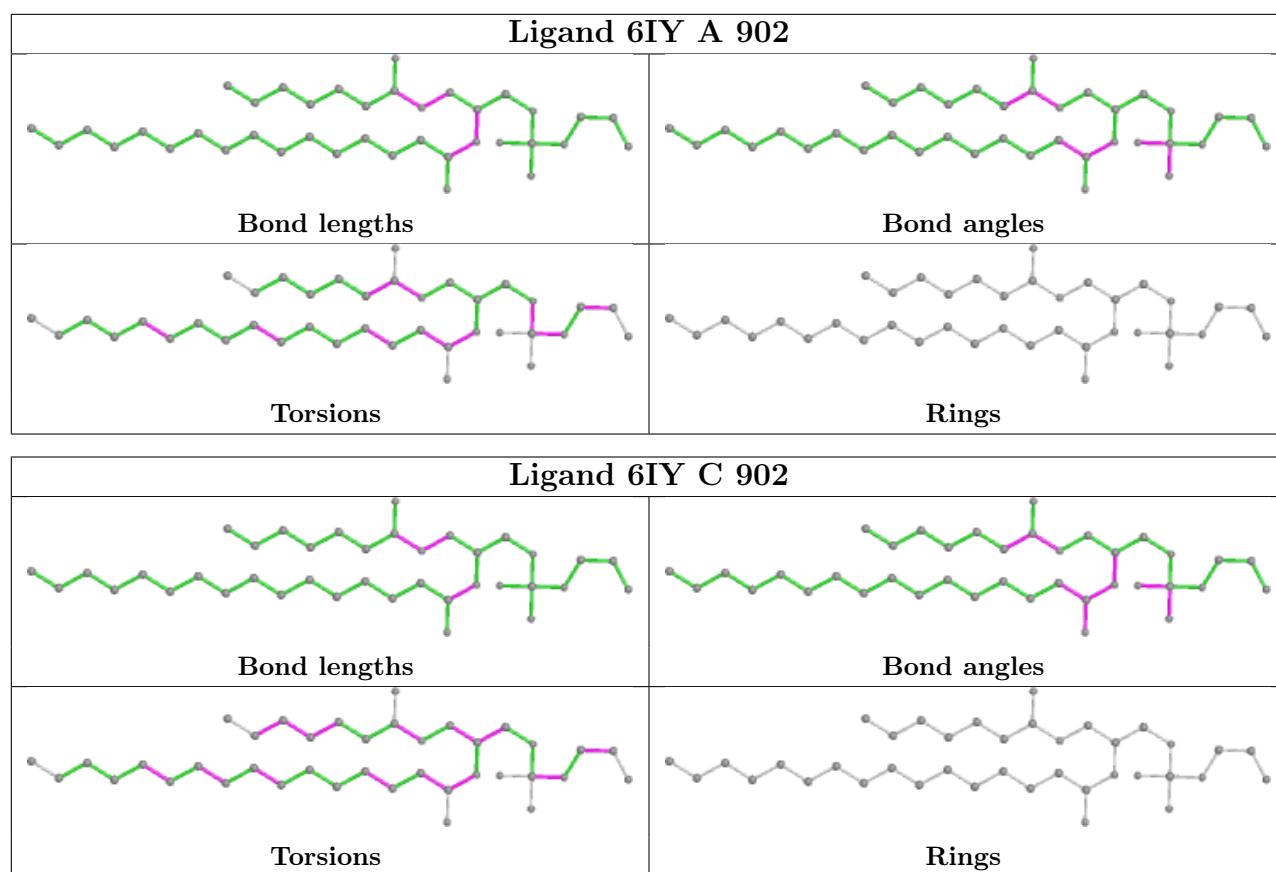 Ligand 6IY A 902
Bond lengths
Bond angles
Torsions
Rings
Ligand 6IY C 902
Bond lengths
Bond angles
Torsions
Rings